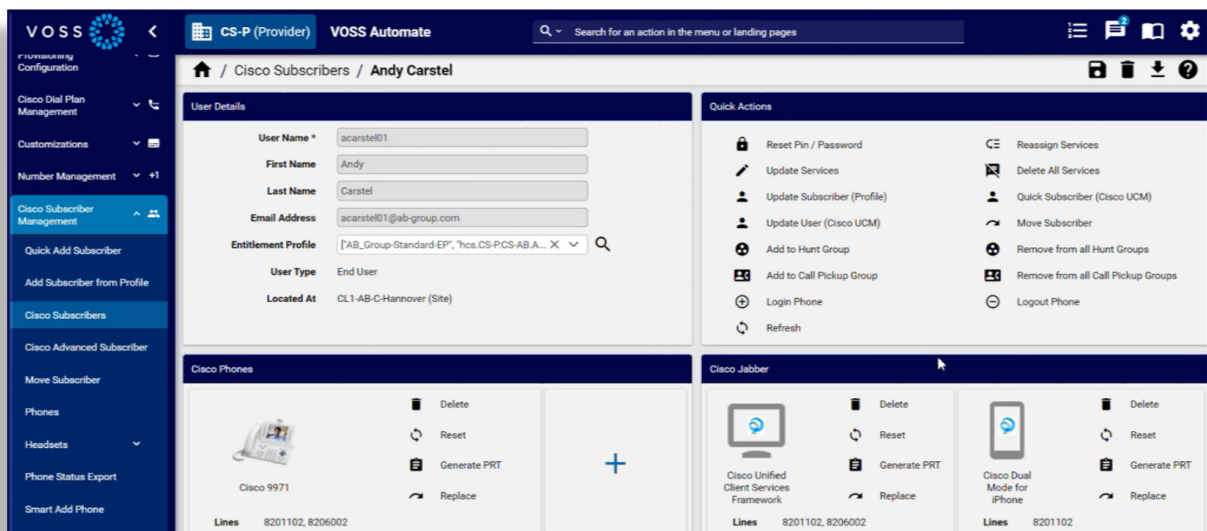 VOSS
CS-P (Provider)
VOSS Automate
Search for an action in the menu or landing pages
2
Provisioning
Configuration
Cisco Dial Plan
Management
Customizations
Number Management
+1
Cisco Subscriber
Management
Quick Add Subscriber
Add Subscriber from Profile
Cisco Subscribers
Cisco Advanced Subscriber
Move Subscriber
Phones
Headsets
Phone Status Export
Smart Add Phone
/ Cisco Subscribers / Andy Carstel
User Details
User Name *
acarstel01
First Name
Andy
Last Name
Carstel
Email Address
acarstel01@ab-group.com
Entitlement Profile
["AB_Group-Standard-EP", "hcs.CS-P.CS-AB.A...
User Type
End User
Located At
CL1-AB-C-Hannover (Site)
Quick Actions
Reset Pin / Password
Reassign Services
Update Services
Delete All Services
Update Subscriber (Profile)
Quick Subscriber (Cisco UCM)
Update User (Cisco UCM)
Move Subscriber
Add to Hunt Group
Remove from all Hunt Groups
Add to Call Pickup Group
Remove from all Call Pickup Groups
Login Phone
Logout Phone
Refresh
Cisco Phones
Cisco 9971
Delete
Reset
Generate PRT
Replace
Lines 8201102, 8206002
Cisco Jabber
Cisco Unified
Client Services
Framework
Delete
Reset
Generate PRT
Replace
Lines 8201102, 8206002
Cisco Dual
Mode for
iPhone
Delete
Reset
Generate PRT
Replace
Lines 8201102